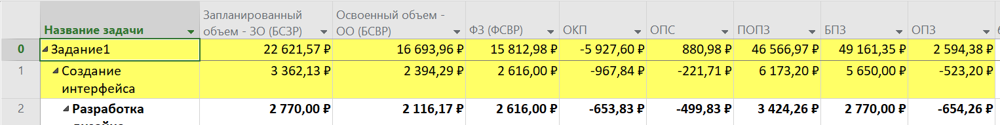 Название задачи Запланированный объем - ЗО (БСЗР) Освоенный объем - ОО (БСВР) ФЗ (ФСВР) ОКП ОПС ПОПЗ БПЗ ОПЗ
0 Задание1 22 621,57 ₽ 16 693,96 ₽ 15 812,98 ₽ -5 927,60 ₽ 880,98 ₽ 46 566,97 ₽ 49 161,35 ₽ 2 594,38 ₽
1 Создание интерфейса 3 362,13 ₽ 2 394,29 ₽ 2 616,00 ₽ -967,84 ₽ -221,71 ₽ 6 173,20 ₽ 5 650,00 ₽ -523,20 ₽
2 Разработка 2 770,00 ₽ 2 116,17 ₽ 2 616,00 ₽ -653,83 ₽ -499,83 ₽ 3 424,26 ₽ 2 770,00 ₽ -654,26 ₽